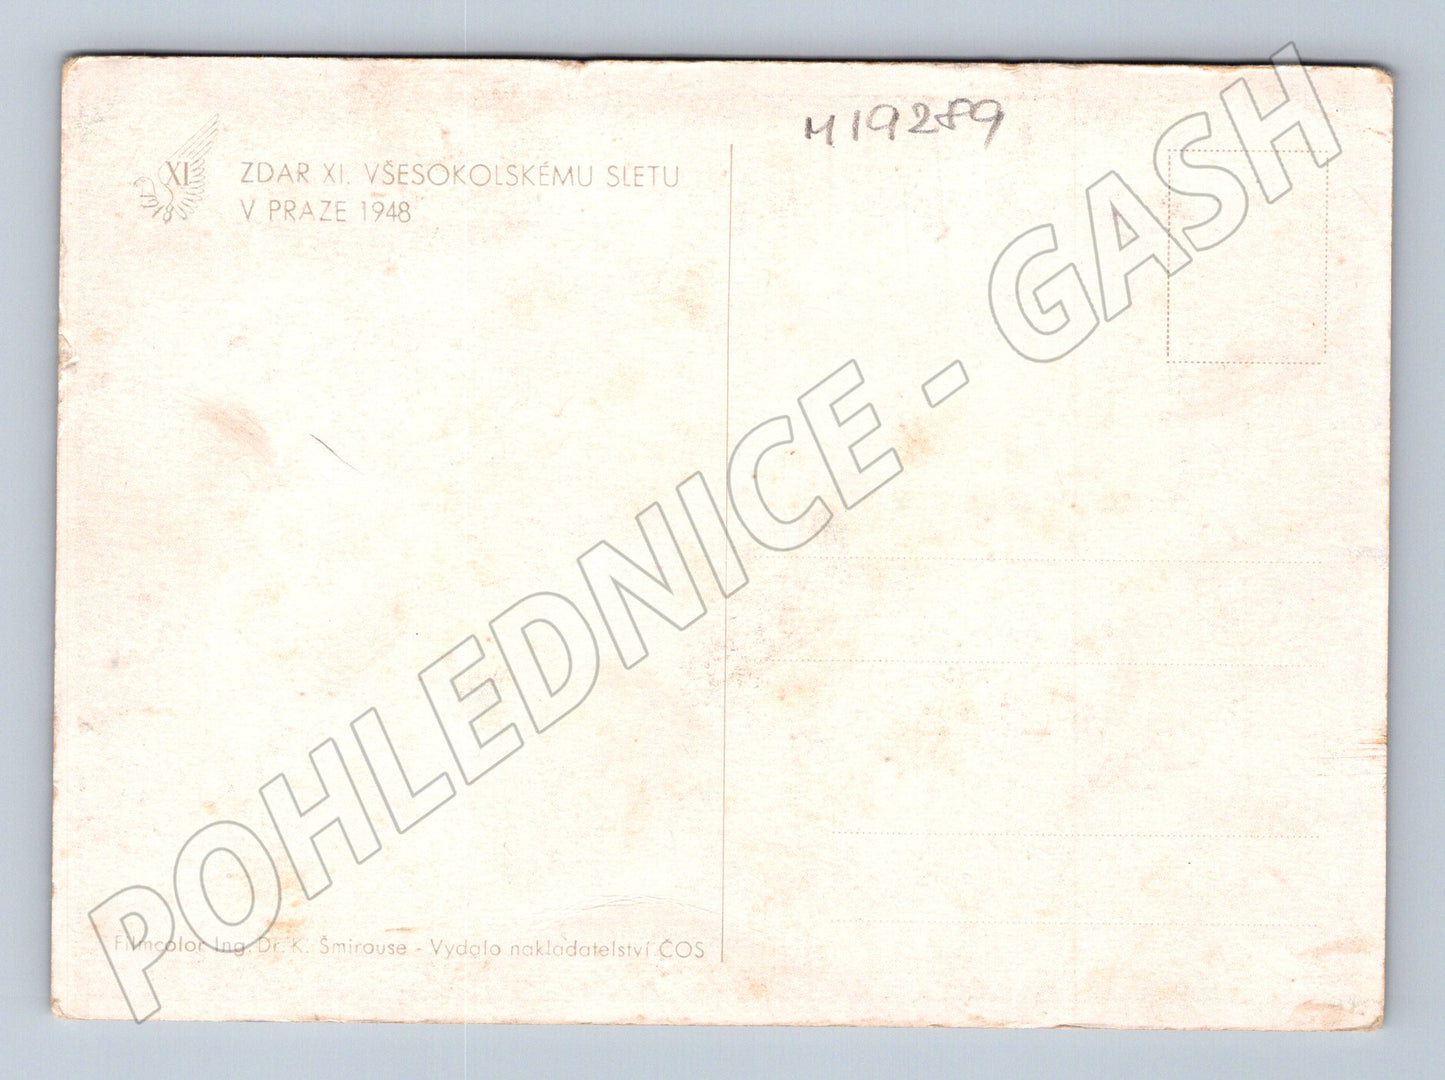 M19289
XI
ZDAR XI. VŠESOKOLSKÉMU SLETU
V PRAZE 1948
POHLEDNICE - GASH
Filmcolor Ing. Dr. K. Šmirouse - Vydalo nakladatelství ČOS